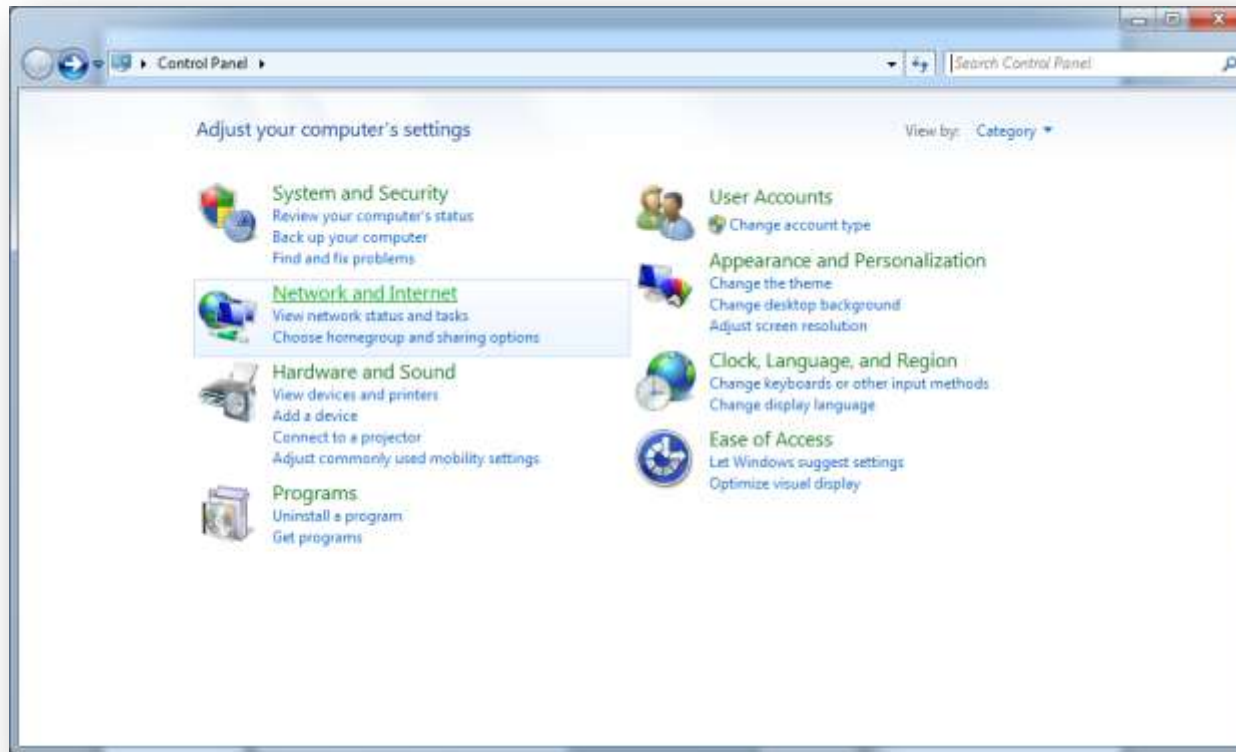 Control Panel
Search Control Panel
Adjust your computer's settings
View by: Category
System and Security
Review your computer's status
Back up your computer
Find and fix problems
Network and Internet
View network status and tasks
Choose homegroup and sharing options
Hardware and Sound
View devices and printers
Add a device
Connect to a projector
Adjust commonly used mobility settings
Programs
Uninstall a program
Get programs
User Accounts
Change account type
Appearance and Personalization
Change the theme
Change desktop background
Adjust screen resolution
Clock, Language, and Region
Change keyboards or other input methods
Change display language
Ease of Access
Let Windows suggest settings
Optimize visual display